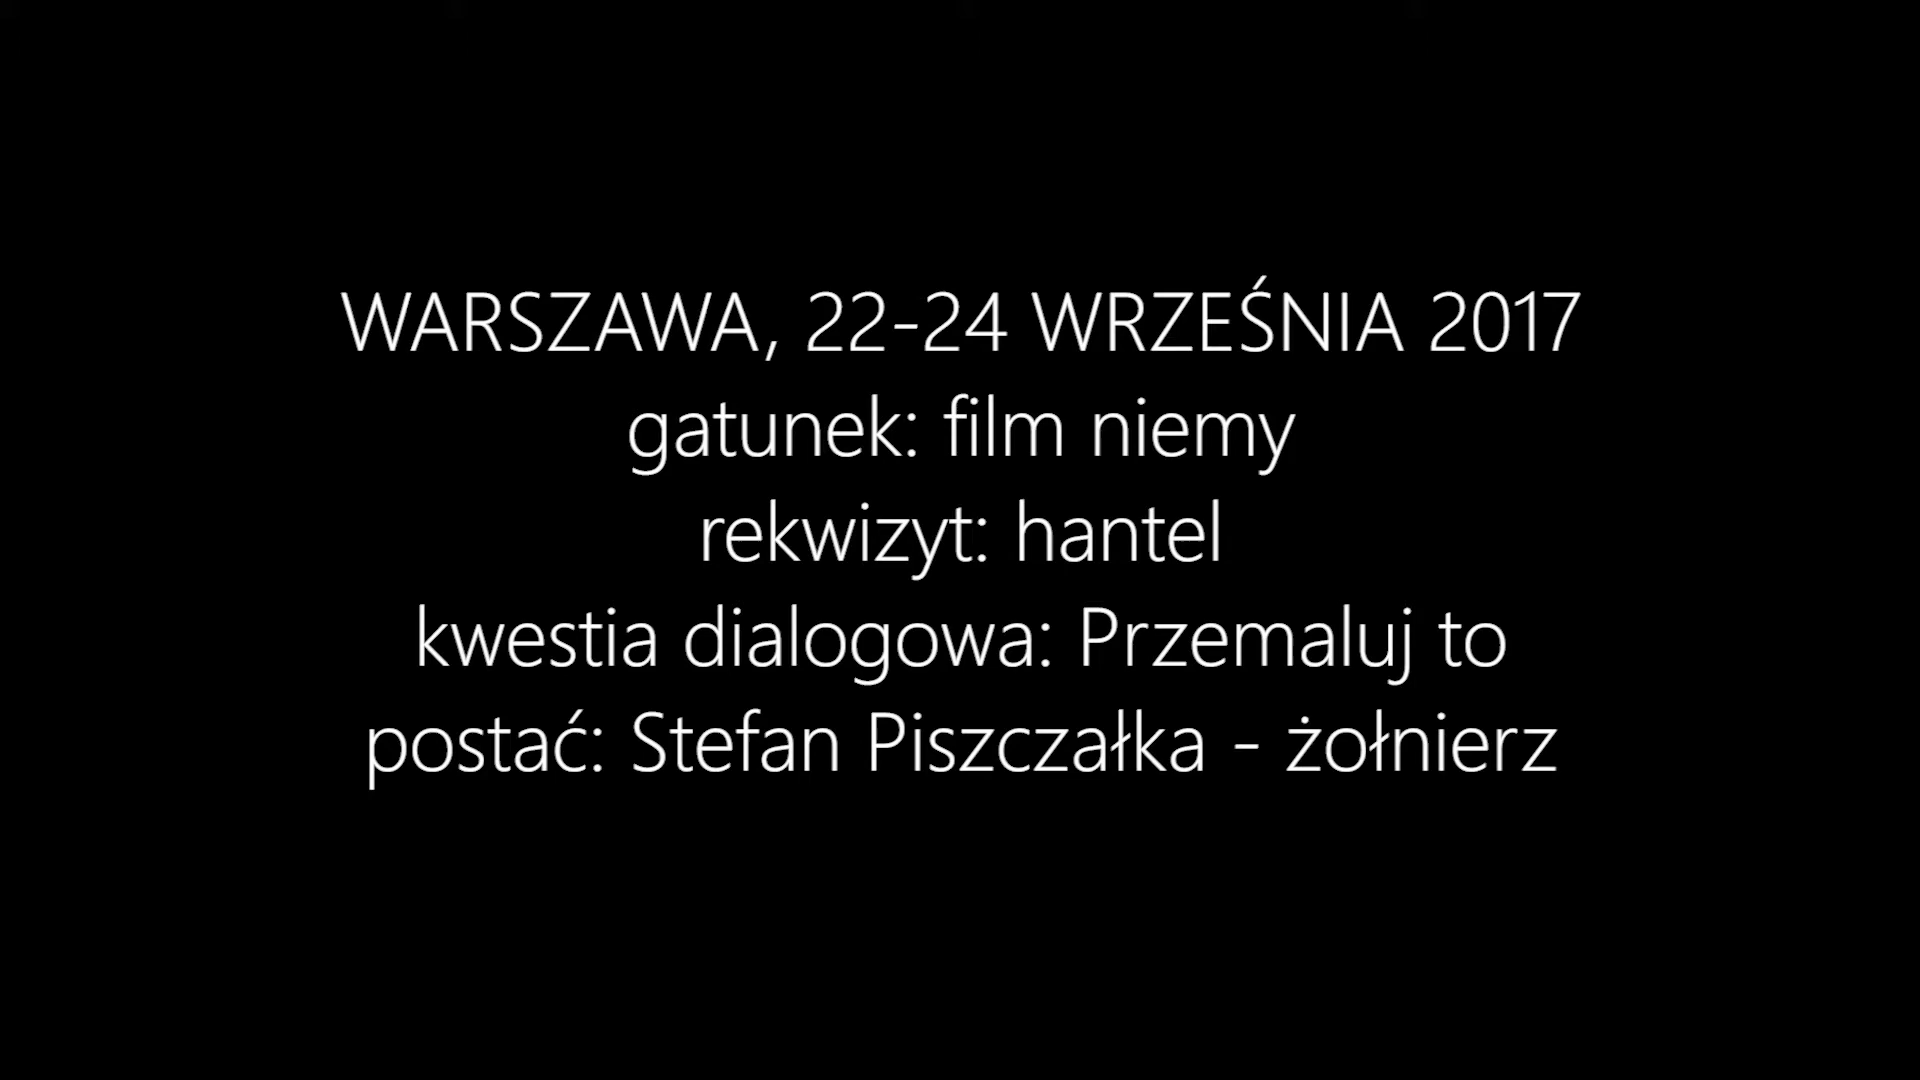 WARSZAWA, 22-24 WRZEŚNIA 2017
gatunek: film niemy
rekwizyt: hantel
kwestia dialogowa: Przemaluj to
postać: Stefan Piszczałka - żołnierz